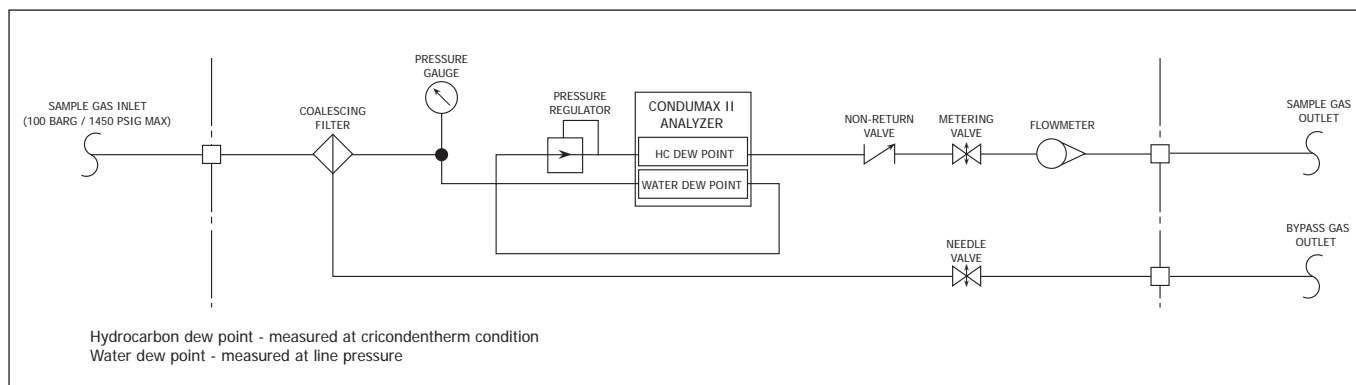 PRESSURE
GAUGE
SAMPLE GAS INLET
(100 BARG / 1450 PSIG MAX)
COALESCING
FILTER
PRESSURE
REGULATOR
CONDUMAX II
ANALYZER
HC DEW POINT
WATER DEW POINT
NON-RETURN
VALVE
METERING
VALVE
FLOWMETER
SAMPLE GAS
OUTLET
NEEDLE
VALVE
BYPASS GAS
OUTLET
Hydrocarbon dew point - measured at cricondentherm condition
Water dew point - measured at line pressure